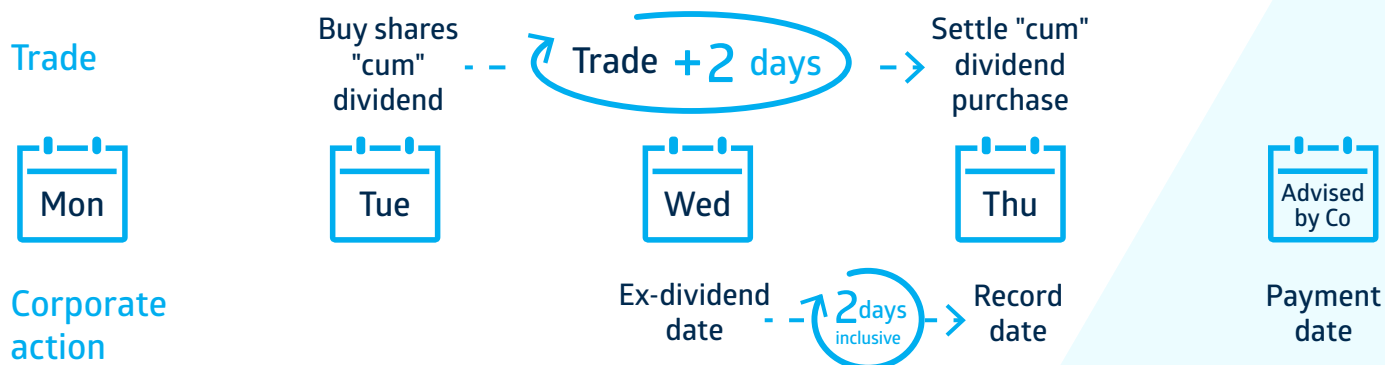 Trade
Buy shares
"cum"
dividend
Trade +2 days
Settle "cum"
dividend
purchase
Mon
Tue
Wed
Thu
Advised
by Co
Corporate
action
Ex-dividend
date
2days
inclusive
Record
date
Payment
date